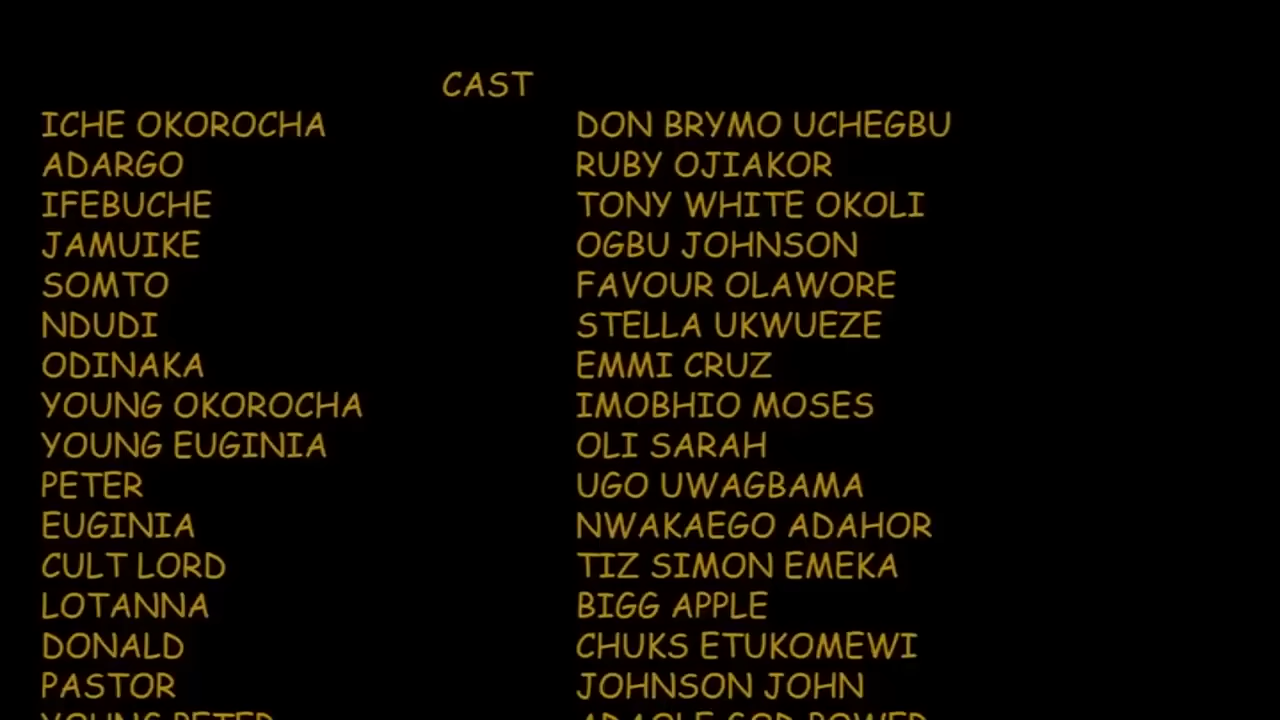 CAST
ICHE OKOROCHA DON BRYMO UCHEGBU
ADARGO RUBY OJIAKOR
IFEBUCHE TONY WHITE OKOLI
JAMUIKE OGBU JOHNSON
SOMTO FAVOUR OLAWORE
NDUDI STELLA UKWUEZE
ODINAKA EMMI CRUZ
YOUNG OKOROCHA IMOBHIO MOSES
YOUNG EUGINIA OLI SARAH
PETER UGO UWAGBAMA
EUGINIA NWAKAEGO ADAHOR
CULT LORD TIZ SIMON EMEKA
LOTANNA BIGG APPLE
DONALD CHUKS ETUKOMEWI
PASTOR JOHNSON JOHN
YOUNG PETER